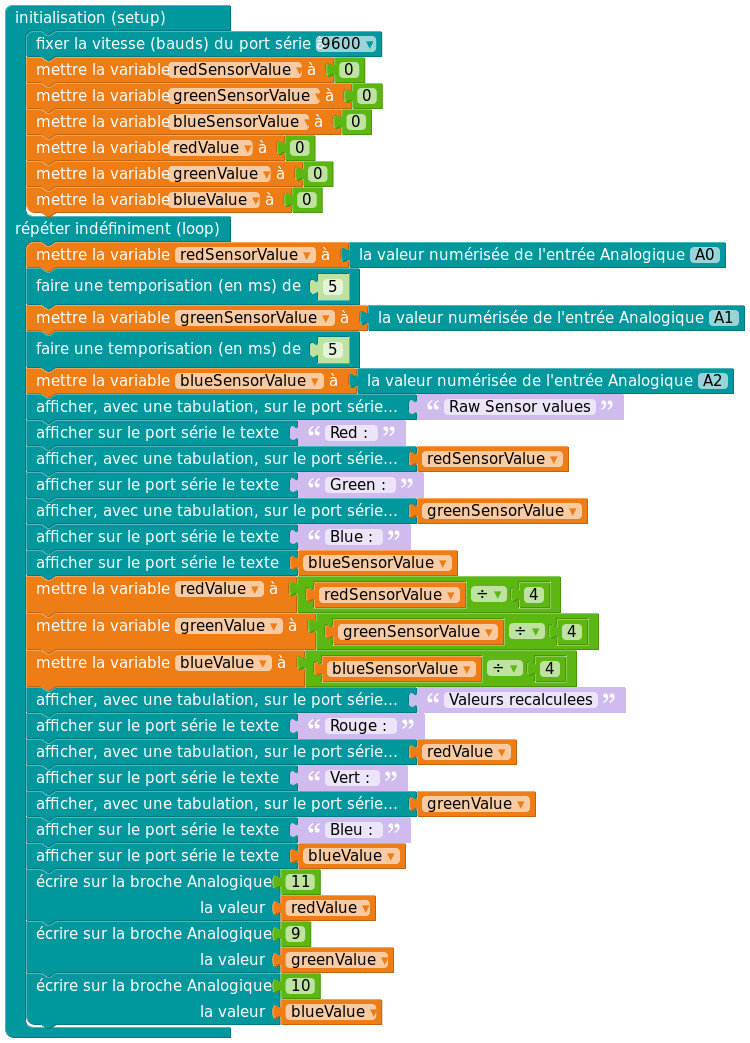 initialisation (setup)
fixer la vitesse (bauds) du port série à 9600
mettre la variable redSensorValue à 0
mettre la variable greenSensorValue à 0
mettre la variable blueSensorValue à 0
mettre la variable redValue à 0
mettre la variable greenValue à 0
mettre la variable blueValue à 0
répéter indéfiniment (loop)
mettre la variable redSensorValue à la valeur numérisée de l'entrée Analogique A0
faire une temporisation (en ms) de 5
mettre la variable greenSensorValue à la valeur numérisée de l'entrée Analogique A1
faire une temporisation (en ms) de 5
mettre la variable blueSensorValue à la valeur numérisée de l'entrée Analogique A2
afficher, avec une tabulation, sur le port série... “ Raw Sensor values ”
afficher sur le port série le texte “ Red : ”
afficher, avec une tabulation, sur le port série... redSensorValue
afficher sur le port série le texte “ Green : ”
afficher, avec une tabulation, sur le port série... greenSensorValue
afficher sur le port série le texte “ Blue : ”
afficher sur le port série le texte blueSensorValue
mettre la variable redValue à redSensorValue ÷ 4
mettre la variable greenValue à greenSensorValue ÷ 4
mettre la variable blueValue à blueSensorValue ÷ 4
afficher, avec une tabulation, sur le port série... “ Valeurs recalculees ”
afficher sur le port série le texte “ Rouge : ”
afficher, avec une tabulation, sur le port série... redValue
afficher sur le port série le texte “ Vert : ”
afficher, avec une tabulation, sur le port série... greenValue
afficher sur le port série le texte “ Bleu : ”
afficher sur le port série le texte blueValue
écrire sur la broche Analogique 11
la valeur redValue
écrire sur la broche Analogique 9
la valeur greenValue
écrire sur la broche Analogique 10
la valeur blueValue